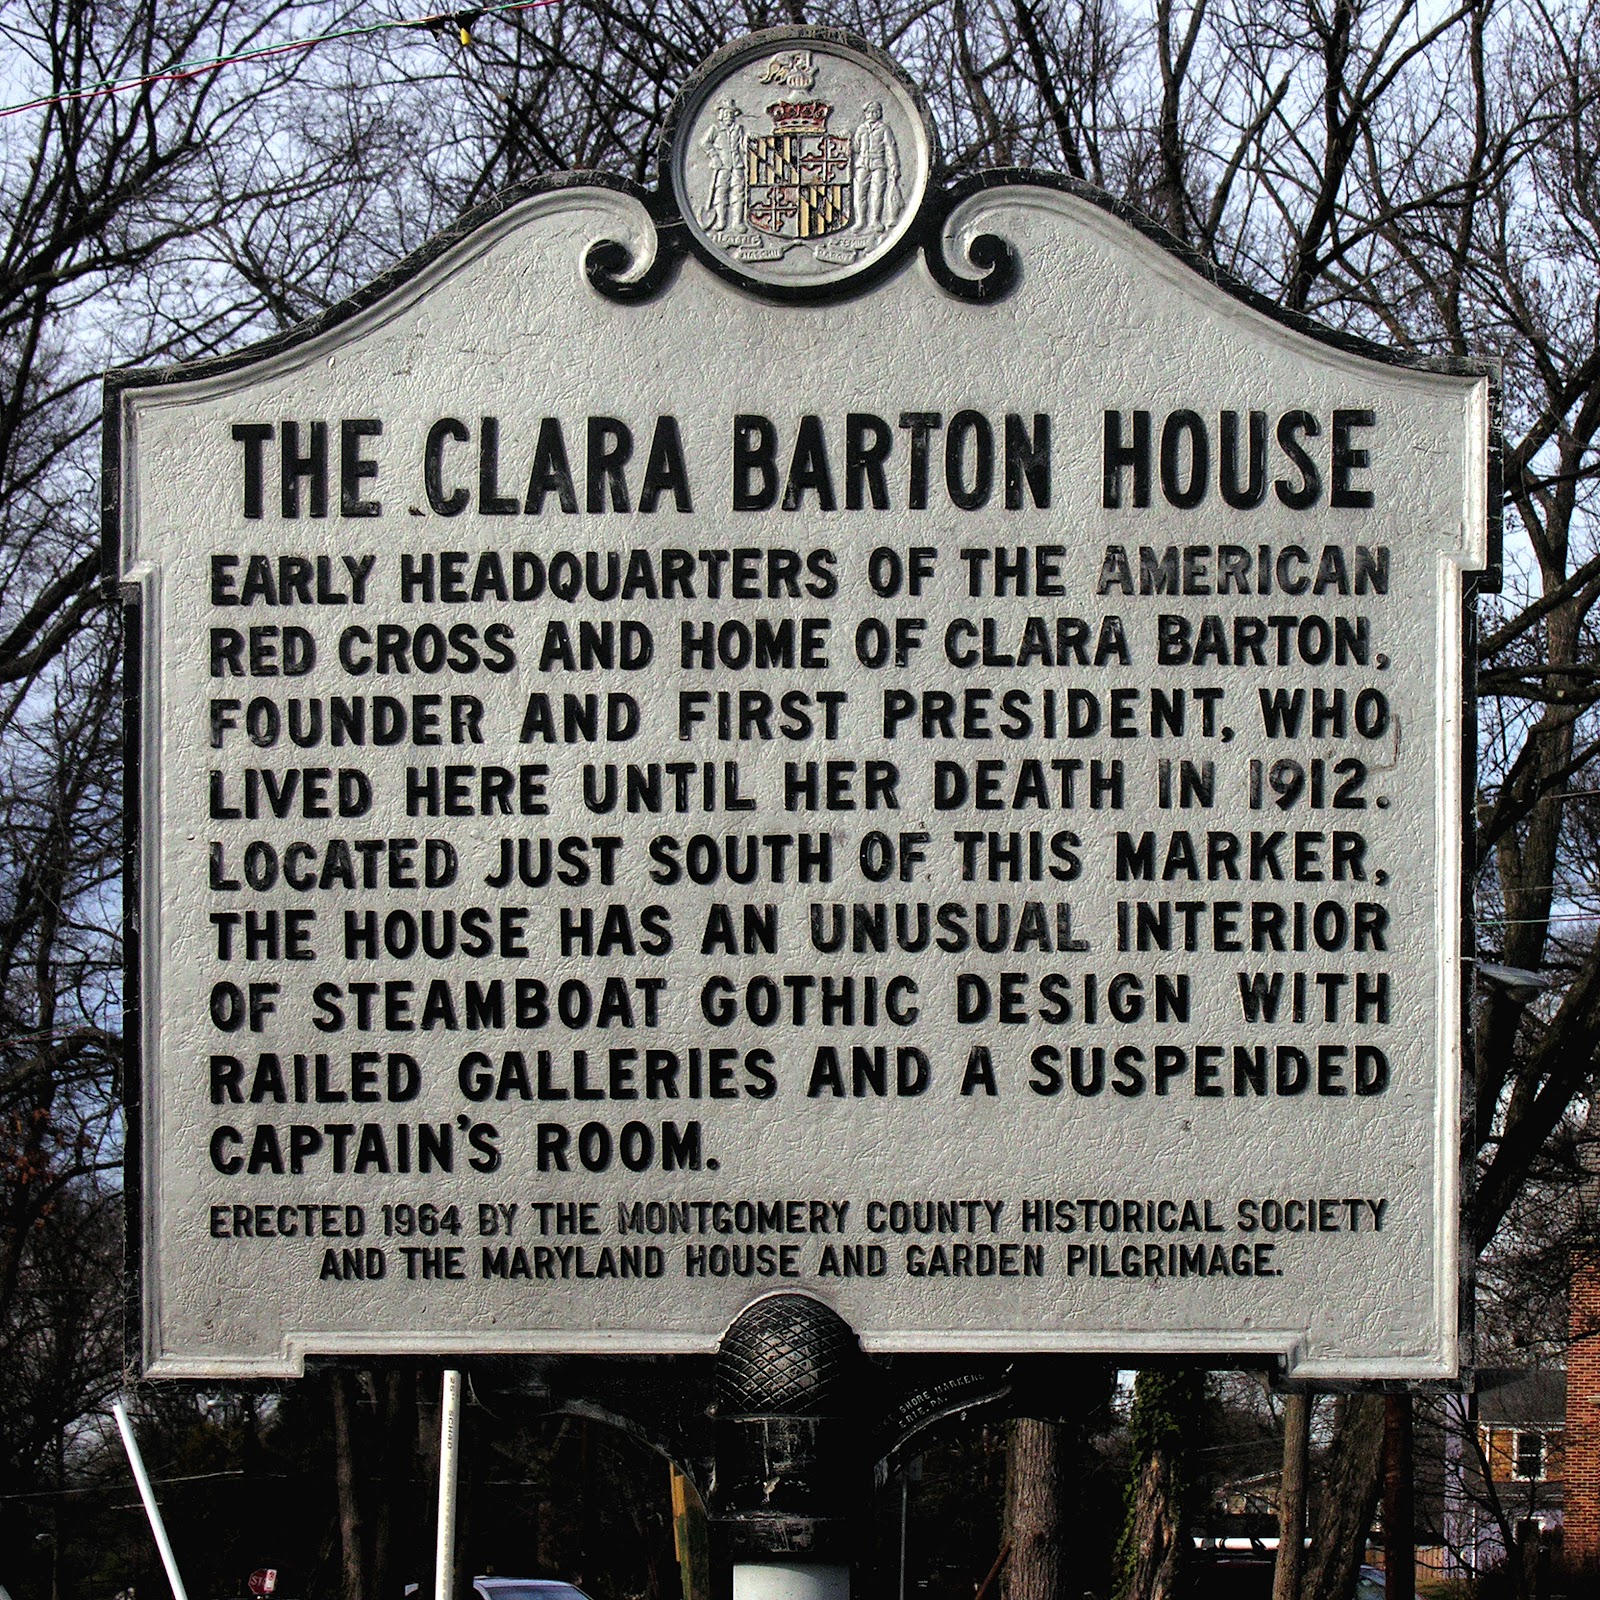 THE CLARA BARTON HOUSE
EARLY HEADQUARTERS OF THE AMERICAN
RED CROSS AND HOME OF CLARA BARTON,
FOUNDER AND FIRST PRESIDENT, WHO
LIVED HERE UNTIL HER DEATH IN 1912.
LOCATED JUST SOUTH OF THIS MARKER,
THE HOUSE HAS AN UNUSUAL INTERIOR
OF STEAMBOAT GOTHIC DESIGN WITH
RAILED GALLERIES AND A SUSPENDED
CAPTAIN'S ROOM.
ERECTED 1964 BY THE MONTGOMERY COUNTY HISTORICAL SOCIETY
AND THE MARYLAND HOUSE AND GARDEN PILGRIMAGE.
SHORE MARKERS